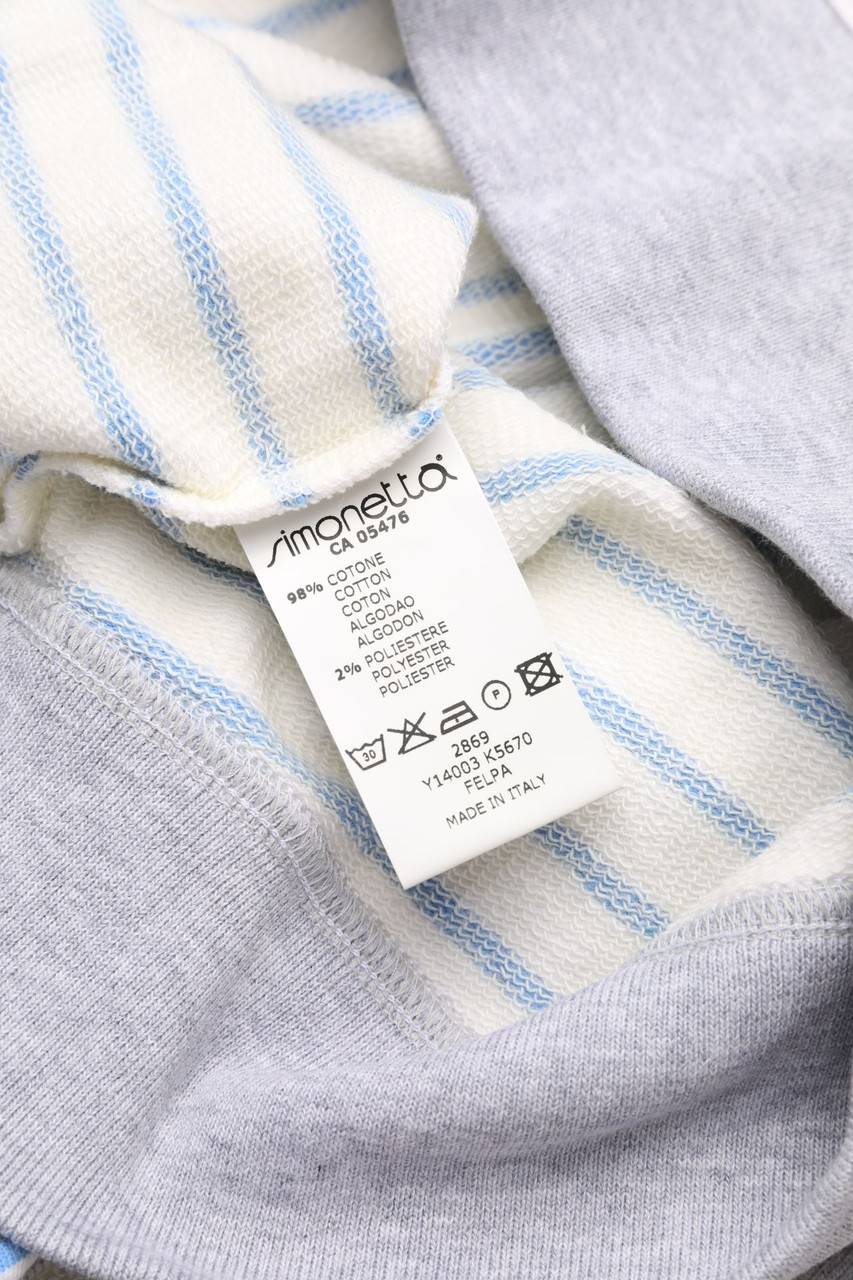 simonetta®
CA 05476
98% COTONE
COTTON
COTON
ALGODAO
ALGODON
2% POLIESTERE
POLYESTER
POLIESTER
30 P
2869
Y14003 K5670
FELPA
MADE IN ITALY